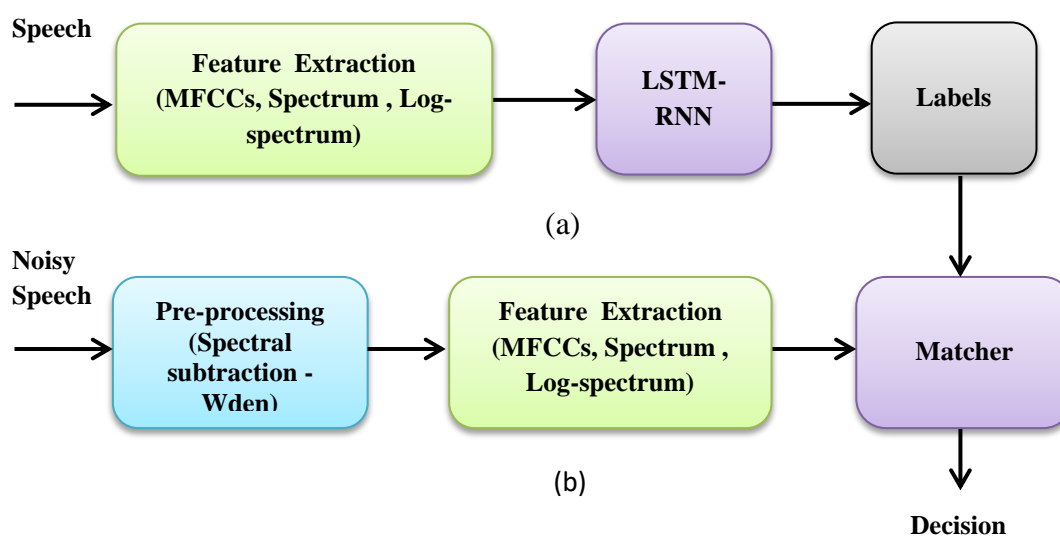 Speech
Feature Extraction
(MFCCs, Spectrum , Log-
spectrum)
LSTM-
RNN
Labels
(a)
Noisy
Speech
Pre-processing
(Spectral
subtraction -
Wden)
Feature Extraction
(MFCCs, Spectrum ,
Log-spectrum)
Matcher
(b)
Decision